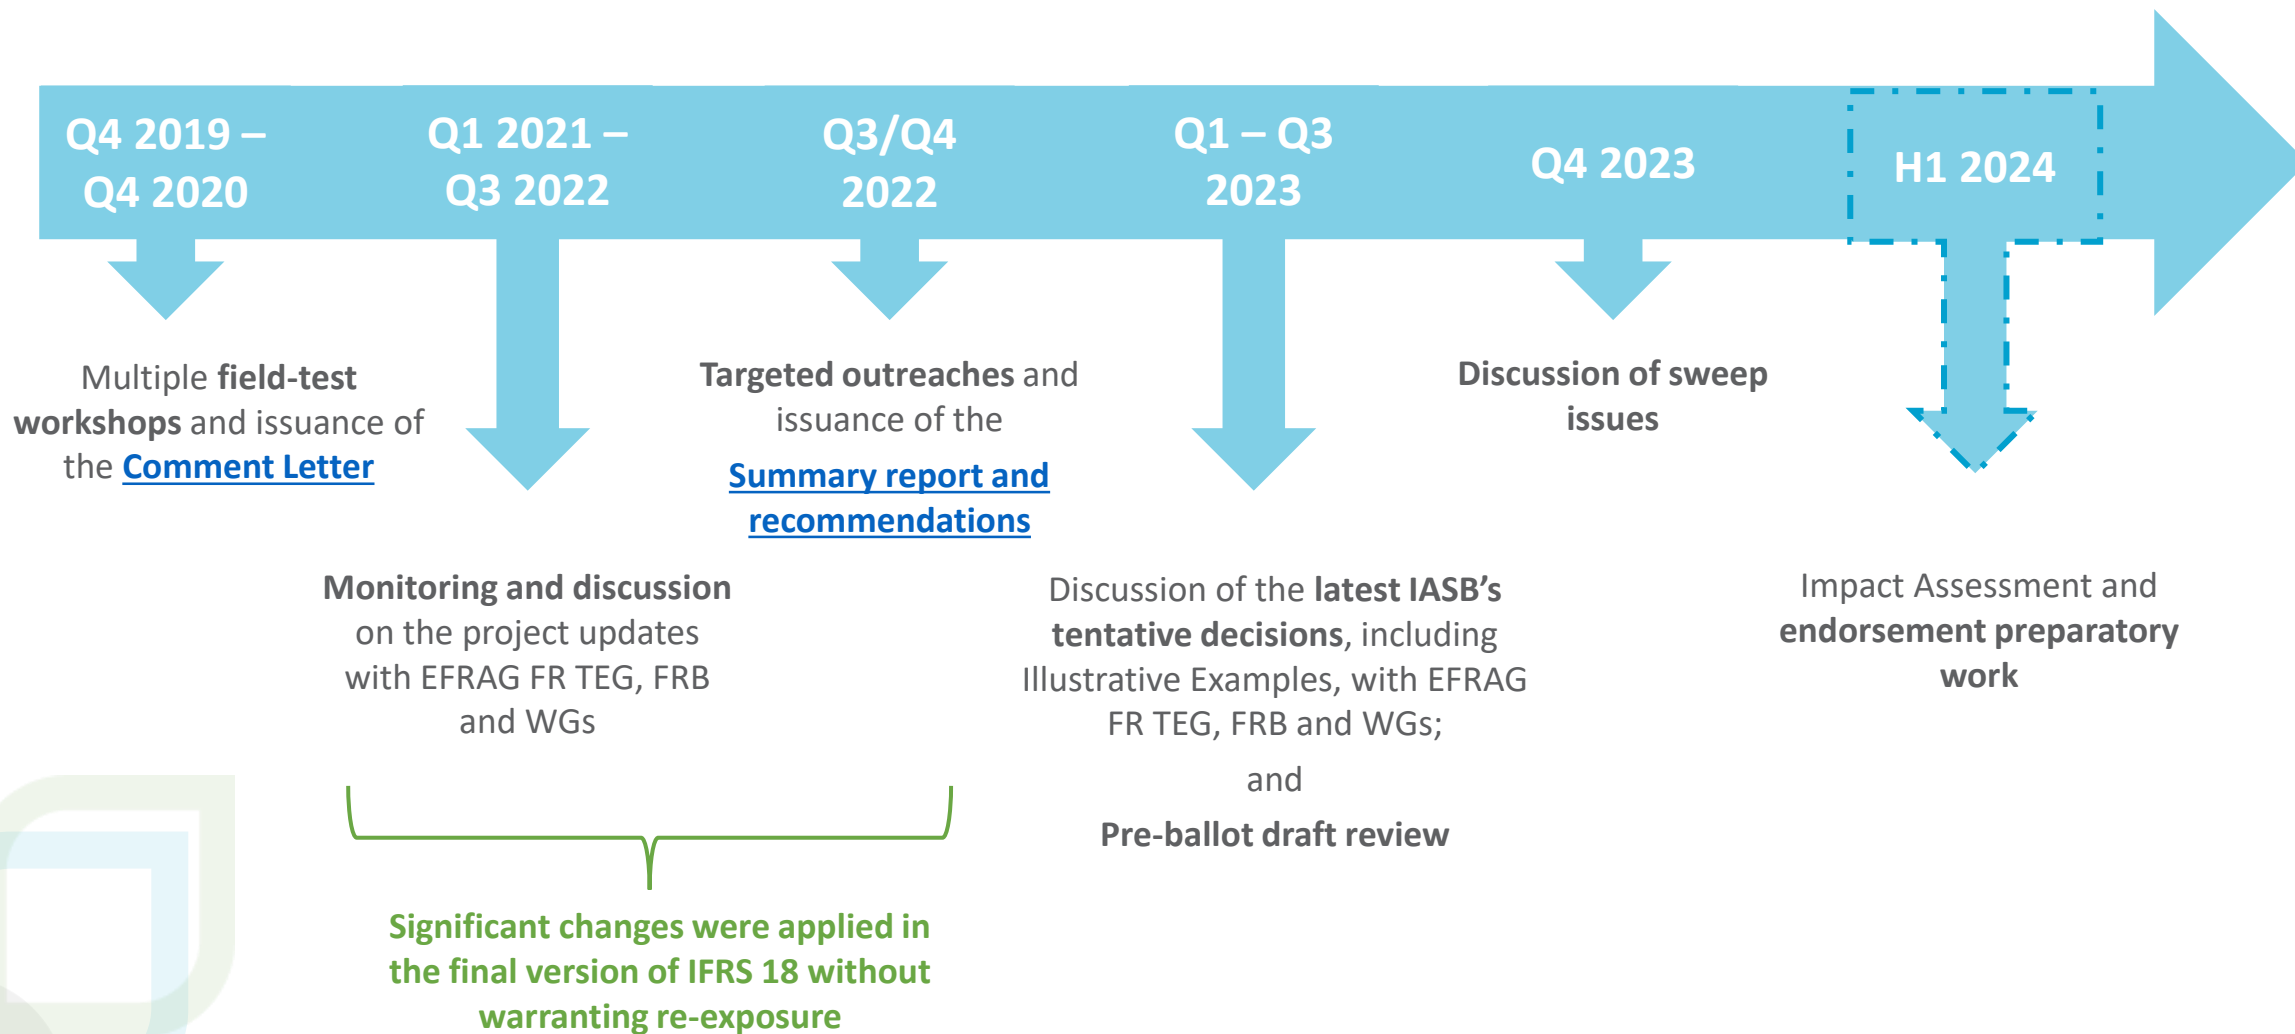 Q4 2019 –
Q4 2020
Q1 2021 –
Q3 2022
Q3/Q4
2022
Q1 – Q3
2023
Q4 2023
H1 2024
Multiple field-test
workshops and issuance of
the Comment Letter
Monitoring and discussion
on the project updates
with EFRAG FR TEG, FRB
and WGs
Targeted outreaches and
issuance of the
Summary report and
recommendations
Discussion of the latest IASB’s
tentative decisions, including
Illustrative Examples, with EFRAG
FR TEG, FRB and WGs;
and
Pre-ballot draft review
Discussion of sweep
issues
Impact Assessment and
endorsement preparatory
work
Significant changes were applied in
the final version of IFRS 18 without
warranting re-exposure